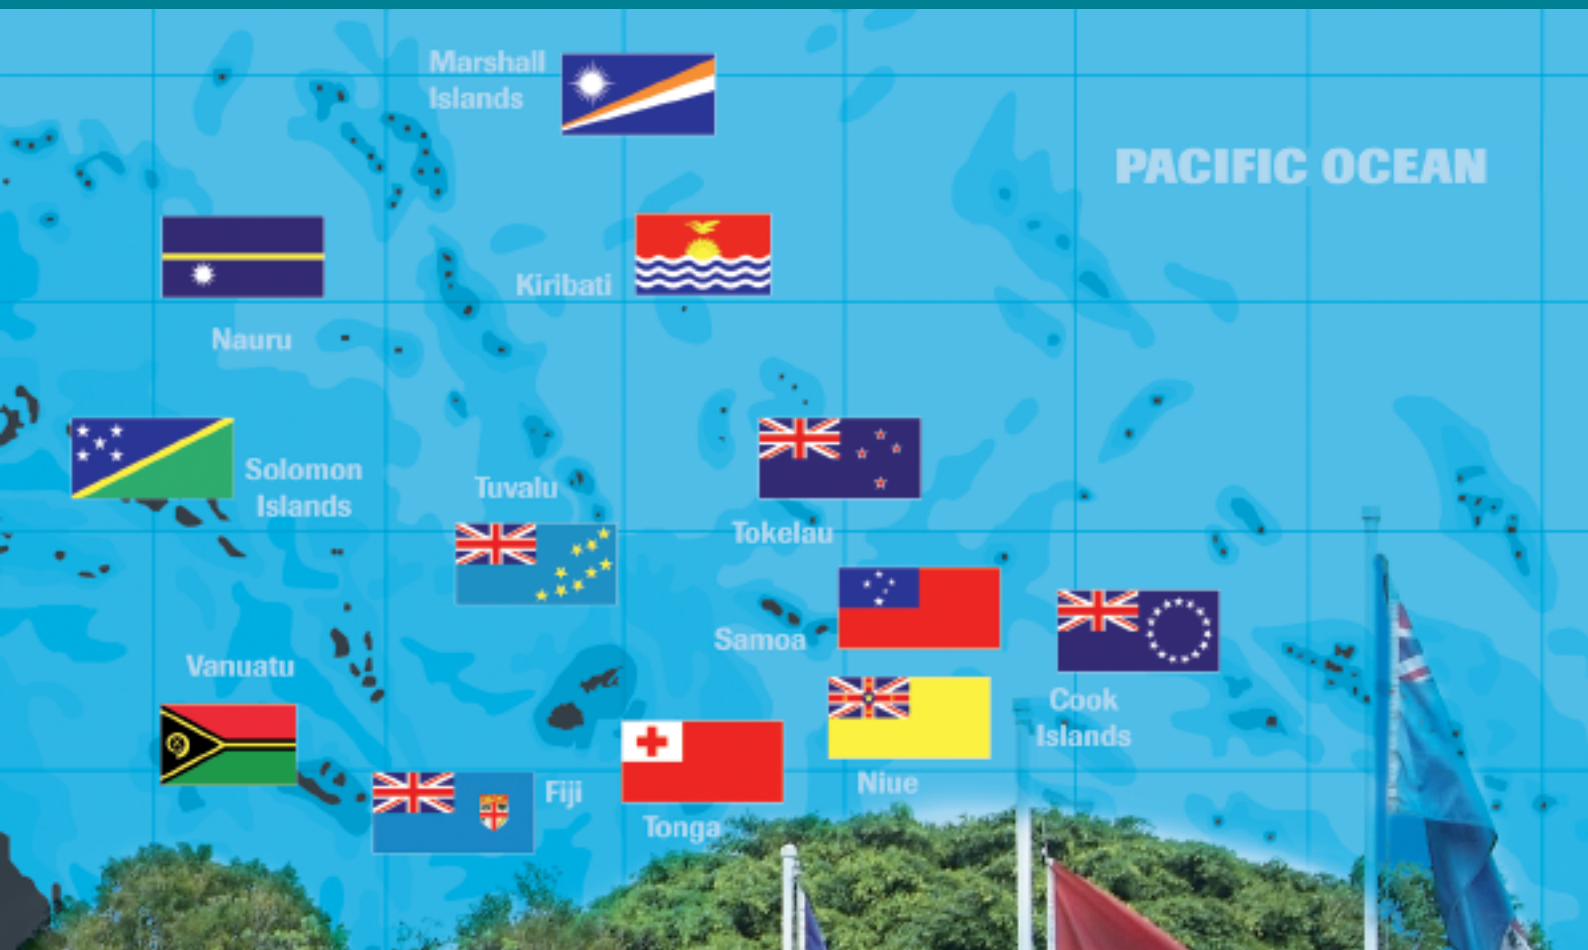 Marshall
Islands
PACIFIC OCEAN
Kiribati
Nauru
Solomon
Islands
Tuvalu
Tokelau
Samoa
Vanuatu
Cook
Islands
Niue
Fiji
Tonga